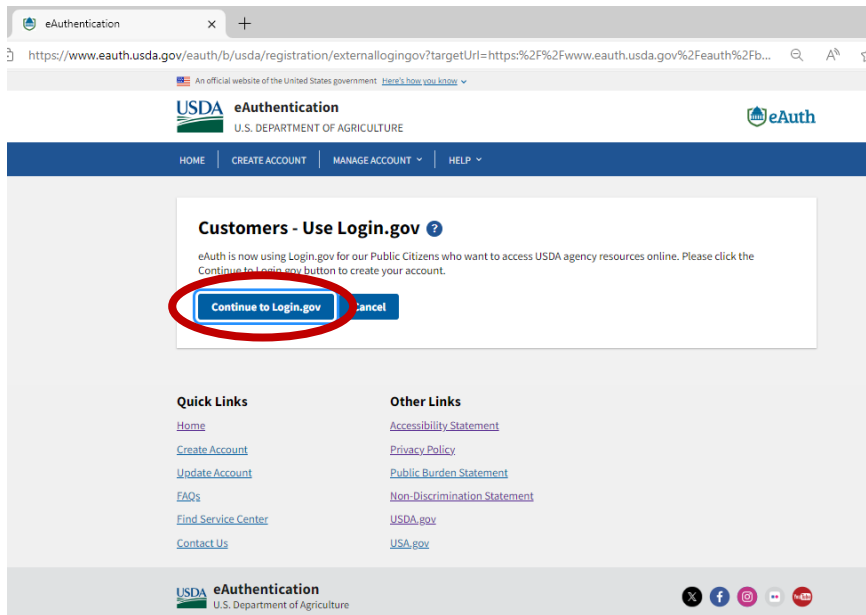 eAuthentication
https://www.eauth.usda.gov/eauth/b/usda/registration/externallogingov?targetUrl=https:%2F%2Fwww.eauth.usda.gov%2Feauth%2Fb...
An official website of the United States government Here's how you know
USDA eAuthentication
U.S. DEPARTMENT OF AGRICULTURE
eAuth
HOME CREATE ACCOUNT MANAGE ACCOUNT HELP
Customers - Use Login.gov ?
eAuth is now using Login.gov for our Public Citizens who want to access USDA agency resources online. Please click the
Continue to Login.gov button to create your account.
Continue to Login.gov Cancel
Quick Links
Home
Create Account
Update Account
FAQs
Find Service Center
Contact Us
Other Links
Accessibility Statement
Privacy Policy
Public Burden Statement
Non-Discrimination Statement
USDA.gov
USA.gov
USDA eAuthentication
U.S. Department of Agriculture
YouTube